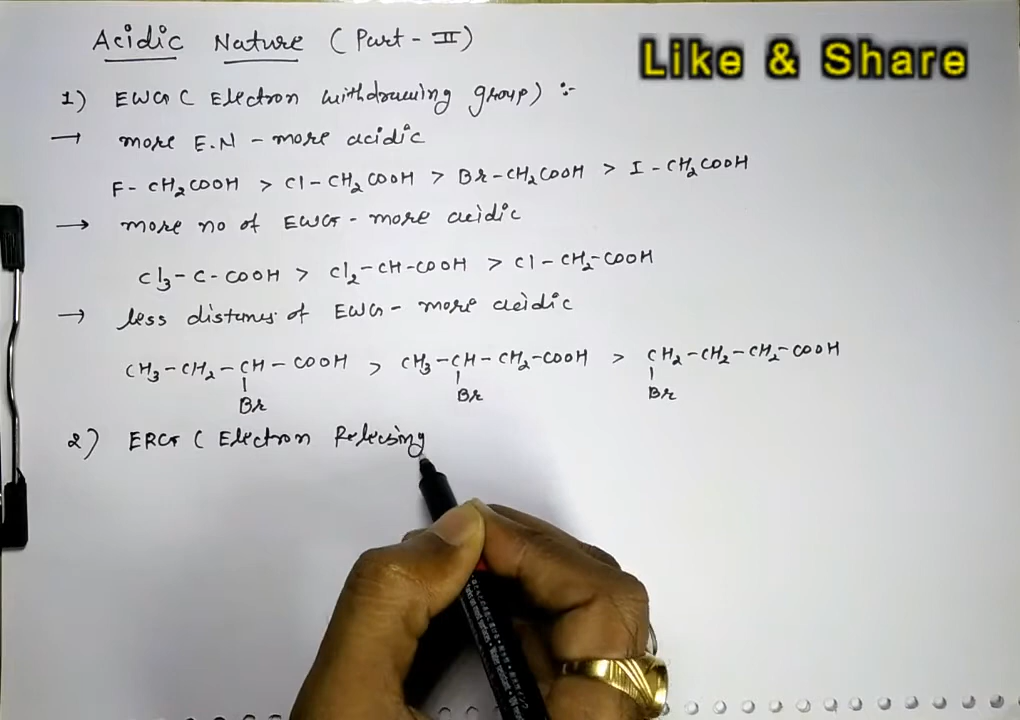 Acidic Nature (Part - II)
Like & Share
1) EWG ( Electron withdrawing group) :-
→ more E.N - more acidic
F - CH2COOH > Cl - CH2COOH > Br - CH2COOH > I - CH2COOH
→ more no of EWG - more acidic
Cl3 - C - COOH > Cl2 - CH - COOH > Cl - CH2 - COOH
→ less distance of EWG - more acidic
CH3 - CH2 - CH - COOH > CH3 - CH - CH2 - COOH > CH2 - CH2 - CH2 - COOH
Br Br Br
2) ERG ( Electron Releasing